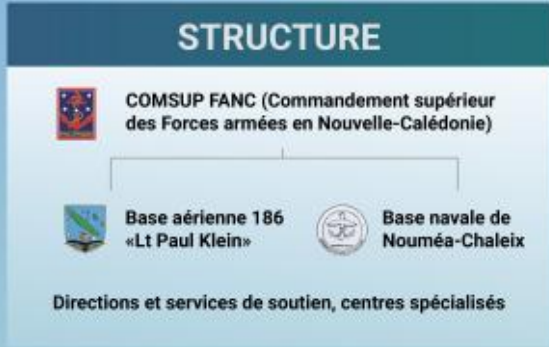 STRUCTURE
COMSUP FANC (Commandement supérieur
des Forces armées en Nouvelle-Calédonie)
Base aérienne 186
«Lt Paul Klein»
Base navale de
Nouméa-Chaleix
Directions et services de soutien, centres spécialisés